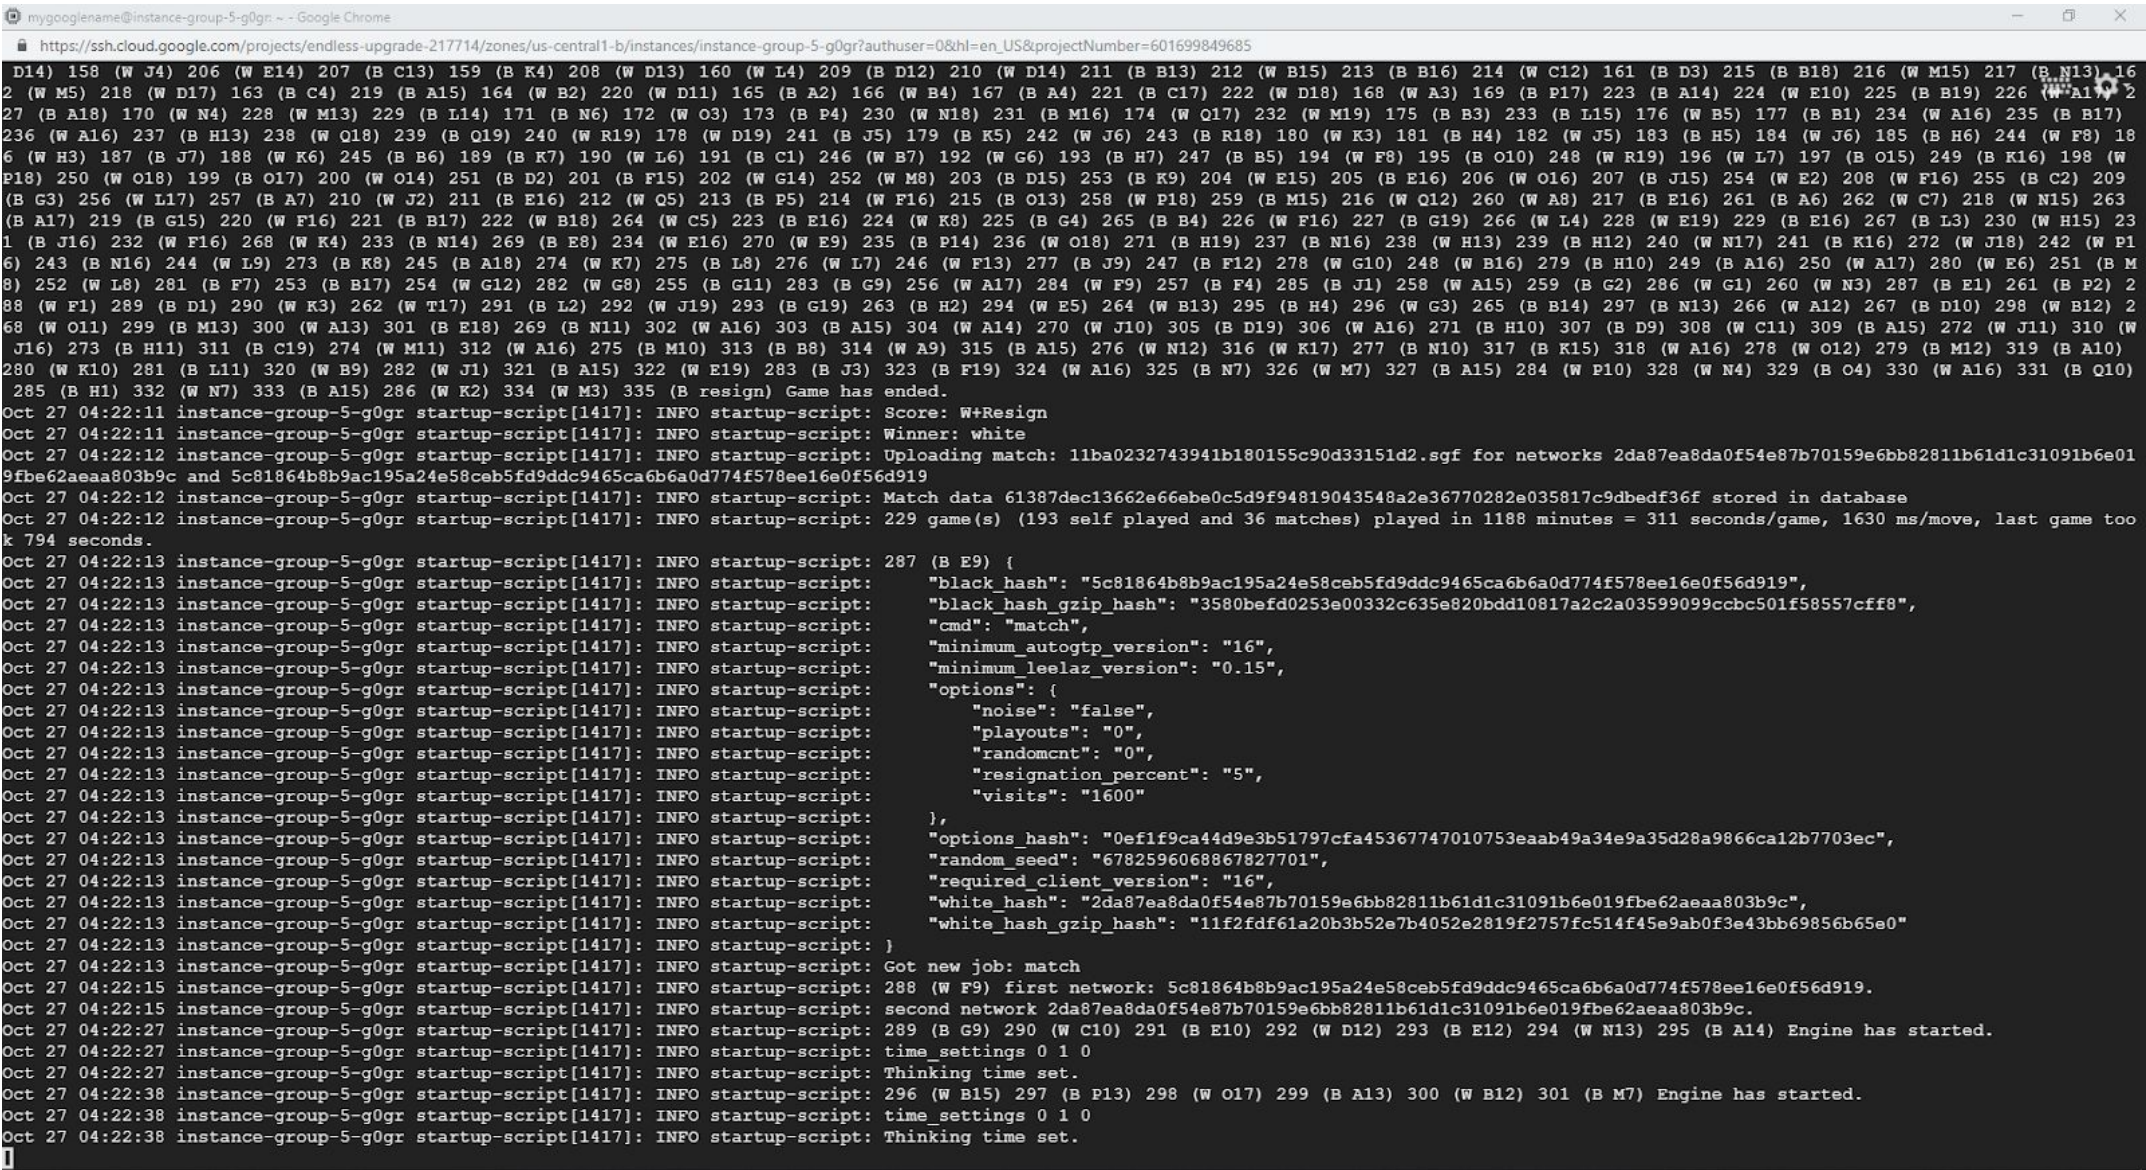 mygooglename@instance-group-5-g0gr: ~ - Google Chrome
https://ssh.cloud.google.com/projects/endless-upgrade-217714/zones/us-central1-b/instances/instance-group-5-g0gr?authuser=0&hl=en_US&projectNumber=601699849685
D14) 158 (W J4) 206 (W E14) 207 (B C13) 159 (B K4) 208 (W D13) 160 (W L4) 209 (B D12) 210 (W D14) 211 (B B13) 212 (W B15) 213 (B B16) 214 (W C12) 161 (B D3) 215 (B B18) 216 (W M15) 217 (B N13) 16
2 (W M5) 218 (W D17) 163 (B C4) 219 (B A15) 164 (W B2) 220 (W D11) 165 (B A2) 166 (W B4) 167 (B A4) 221 (B C17) 222 (W D18) 168 (W A3) 169 (B P17) 223 (B A14) 224 (W E10) 225 (B B19) 226 2
27 (B A18) 170 (W N4) 228 (W M13) 229 (B L14) 171 (B N6) 172 (W O3) 173 (B P4) 230 (W N18) 231 (B M16) 174 (W Q17) 232 (W M19) 175 (B B3) 233 (B L15) 176 (W B5) 177 (B B1) 234 (W A16) 235 (B B17)
236 (W A16) 237 (B H13) 238 (W Q18) 239 (B Q19) 240 (W R19) 178 (W D19) 241 (B J5) 179 (B K5) 242 (W J6) 243 (B R18) 180 (W K3) 181 (B H4) 182 (W J5) 183 (B H5) 184 (W J6) 185 (B H6) 244 (W F8) 18
6 (W H3) 187 (B J7) 188 (W K6) 245 (B B6) 189 (B K7) 190 (W L6) 191 (B C1) 246 (W B7) 192 (W G6) 193 (B H7) 247 (B B5) 194 (W F8) 195 (B O10) 248 (W R19) 196 (W L7) 197 (B O15) 249 (B K16) 198 (W
P18) 250 (W O18) 199 (B O17) 200 (W O14) 251 (B D2) 201 (B F15) 202 (W G14) 252 (W M8) 203 (B D15) 253 (B K9) 204 (W E15) 205 (B E16) 206 (W O16) 207 (B J15) 254 (W E2) 208 (W F16) 255 (B C2) 209
(B G3) 256 (W L17) 257 (B A7) 210 (W J2) 211 (B E16) 212 (W Q5) 213 (B P5) 214 (W F16) 215 (B O13) 258 (W P18) 259 (B M15) 216 (W Q12) 260 (W A8) 217 (B E16) 261 (B A6) 262 (W C7) 218 (W N15) 263
(B A17) 219 (B G15) 220 (W F16) 221 (B B17) 222 (W B18) 264 (W C5) 223 (B E16) 224 (W K8) 225 (B G4) 265 (B B4) 226 (W F16) 227 (B G19) 266 (W L4) 228 (W E19) 229 (B E16) 267 (B L3) 230 (W H15) 23
1 (B J16) 232 (W F16) 268 (W K4) 233 (B N14) 269 (B E8) 234 (W E16) 270 (W E9) 235 (B P14) 236 (W O18) 271 (B H19) 237 (B N16) 238 (W H13) 239 (B H12) 240 (W N17) 241 (B K16) 272 (W J18) 242 (W P1
6) 243 (B N16) 244 (W L9) 273 (B K8) 245 (B A18) 274 (W K7) 275 (B L8) 276 (W L7) 246 (W F13) 277 (B J9) 247 (B F12) 278 (W G10) 248 (W B16) 279 (B H10) 249 (B A16) 250 (W A17) 280 (W E6) 251 (B M
8) 252 (W L8) 281 (B F7) 253 (B B17) 254 (W G12) 282 (W G8) 255 (B G11) 283 (B G9) 256 (W A17) 284 (W F9) 257 (B F4) 285 (B J1) 258 (W A15) 259 (B G2) 286 (W G1) 260 (W N3) 287 (B E1) 261 (B P2) 2
88 (W F1) 289 (B D1) 290 (W K3) 262 (W T17) 291 (B L2) 292 (W J19) 293 (B G19) 263 (B H2) 294 (W E5) 264 (W B13) 295 (B H4) 296 (W G3) 265 (B B14) 297 (B N13) 266 (W A12) 267 (B D10) 298 (W B12) 2
68 (W O11) 299 (B M13) 300 (W A13) 301 (B E18) 269 (B N11) 302 (W A16) 303 (B A15) 304 (W A14) 270 (W J10) 305 (B D19) 306 (W A16) 271 (B H10) 307 (B D9) 308 (W C11) 309 (B A15) 272 (W J11) 310 (W
J16) 273 (B H11) 311 (B C19) 274 (W M11) 312 (W A16) 275 (B M10) 313 (B B8) 314 (W A9) 315 (B A15) 276 (W N12) 316 (W K17) 277 (B N10) 317 (B K15) 318 (W A16) 278 (W O12) 279 (B M12) 319 (B A10)
280 (W K10) 281 (B L11) 320 (W B9) 282 (W J1) 321 (B A15) 322 (W E19) 283 (B J3) 323 (B F19) 324 (W A16) 325 (B N7) 326 (W M7) 327 (B A15) 284 (W P10) 328 (W N4) 329 (B O4) 330 (W A16) 331 (B Q10)
285 (B H1) 332 (W N7) 333 (B A15) 286 (W K2) 334 (W M3) 335 (B resign) Game has ended.
Oct 27 04:22:11 instance-group-5-g0gr startup-script[1417]: INFO startup-script: Score: W+Resign
Oct 27 04:22:11 instance-group-5-g0gr startup-script[1417]: INFO startup-script: Winner: white
Oct 27 04:22:12 instance-group-5-g0gr startup-script[1417]: INFO startup-script: Uploading match: 11ba0232743941b180155c90d33151d2.sgf for networks 2da87ea8da0f54e87b70159e6bb82811b61d1c31091b6e01
9fbe62aeaa803b9c and 5c81864b8b9ac195a24e58ceb5fd9ddc9465ca6b6a0d774f578ee16e0f56d919
Oct 27 04:22:12 instance-group-5-g0gr startup-script[1417]: INFO startup-script: Match data 61387dec13662e66ebe0c5d9f94819043548a2e36770282e035817c9dbedf36f stored in database
Oct 27 04:22:12 instance-group-5-g0gr startup-script[1417]: INFO startup-script: 229 game(s) (193 self played and 36 matches) played in 1188 minutes = 311 seconds/game, 1630 ms/move, last game too
k 794 seconds.
Oct 27 04:22:13 instance-group-5-g0gr startup-script[1417]: INFO startup-script: 287 (B E9) {
Oct 27 04:22:13 instance-group-5-g0gr startup-script[1417]: INFO startup-script: "black_hash": "5c81864b8b9ac195a24e58ceb5fd9ddc9465ca6b6a0d774f578ee16e0f56d919",
Oct 27 04:22:13 instance-group-5-g0gr startup-script[1417]: INFO startup-script: "black_hash_gzip_hash": "3580befd0253e00332c635e820bdd10817a2c2a03599099ccbc501f58557cff8",
Oct 27 04:22:13 instance-group-5-g0gr startup-script[1417]: INFO startup-script: "cmd": "match",
Oct 27 04:22:13 instance-group-5-g0gr startup-script[1417]: INFO startup-script: "minimum_autogtp_version": "16",
Oct 27 04:22:13 instance-group-5-g0gr startup-script[1417]: INFO startup-script: "minimum_leelaz_version": "0.15",
Oct 27 04:22:13 instance-group-5-g0gr startup-script[1417]: INFO startup-script: "options": {
Oct 27 04:22:13 instance-group-5-g0gr startup-script[1417]: INFO startup-script: "noise": "false",
Oct 27 04:22:13 instance-group-5-g0gr startup-script[1417]: INFO startup-script: "playouts": "0",
Oct 27 04:22:13 instance-group-5-g0gr startup-script[1417]: INFO startup-script: "randomcnt": "0",
Oct 27 04:22:13 instance-group-5-g0gr startup-script[1417]: INFO startup-script: "resignation_percent": "5",
Oct 27 04:22:13 instance-group-5-g0gr startup-script[1417]: INFO startup-script: "visits": "1600"
Oct 27 04:22:13 instance-group-5-g0gr startup-script[1417]: INFO startup-script: },
Oct 27 04:22:13 instance-group-5-g0gr startup-script[1417]: INFO startup-script: "options_hash": "0ef1f9ca44d9e3b51797cfa45367747010753eaab49a34e9a35d28a9866ca12b7703ec",
Oct 27 04:22:13 instance-group-5-g0gr startup-script[1417]: INFO startup-script: "random_seed": "6782596068867827701",
Oct 27 04:22:13 instance-group-5-g0gr startup-script[1417]: INFO startup-script: "required_client_version": "16",
Oct 27 04:22:13 instance-group-5-g0gr startup-script[1417]: INFO startup-script: "white_hash": "2da87ea8da0f54e87b70159e6bb82811b61d1c31091b6e019fbe62aeaa803b9c",
Oct 27 04:22:13 instance-group-5-g0gr startup-script[1417]: INFO startup-script: "white_hash_gzip_hash": "11f2fdf61a20b3b52e7b4052e2819f2757fc514f45e9ab0f3e43bb69856b65e0"
Oct 27 04:22:13 instance-group-5-g0gr startup-script[1417]: INFO startup-script: }
Oct 27 04:22:13 instance-group-5-g0gr startup-script[1417]: INFO startup-script: Got new job: match
Oct 27 04:22:15 instance-group-5-g0gr startup-script[1417]: INFO startup-script: 288 (W F9) first network: 5c81864b8b9ac195a24e58ceb5fd9ddc9465ca6b6a0d774f578ee16e0f56d919.
Oct 27 04:22:15 instance-group-5-g0gr startup-script[1417]: INFO startup-script: second network 2da87ea8da0f54e87b70159e6bb82811b61d1c31091b6e019fbe62aeaa803b9c.
Oct 27 04:22:27 instance-group-5-g0gr startup-script[1417]: INFO startup-script: 289 (B G9) 290 (W C10) 291 (B E10) 292 (W D12) 293 (B E12) 294 (W N13) 295 (B A14) Engine has started.
Oct 27 04:22:27 instance-group-5-g0gr startup-script[1417]: INFO startup-script: time_settings 0 1 0
Oct 27 04:22:27 instance-group-5-g0gr startup-script[1417]: INFO startup-script: Thinking time set.
Oct 27 04:22:38 instance-group-5-g0gr startup-script[1417]: INFO startup-script: 296 (W B15) 297 (B P13) 298 (W O17) 299 (B A13) 300 (W B12) 301 (B M7) Engine has started.
Oct 27 04:22:38 instance-group-5-g0gr startup-script[1417]: INFO startup-script: time_settings 0 1 0
Oct 27 04:22:38 instance-group-5-g0gr startup-script[1417]: INFO startup-script: Thinking time set.